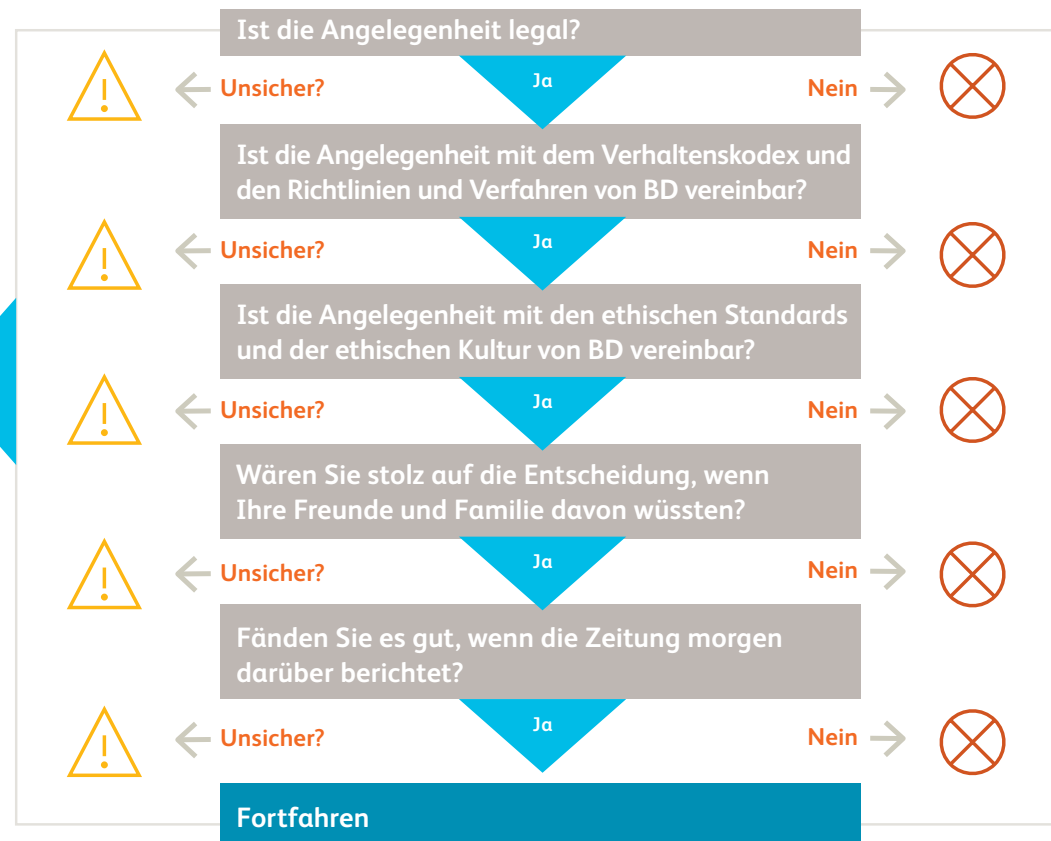 Ist die Angelegenheit legal?
Unsicher? Ja Nein
Ist die Angelegenheit mit dem Verhaltenskodex und
den Richtlinien und Verfahren von BD vereinbar?
Unsicher? Ja Nein
Ist die Angelegenheit mit den ethischen Standards
und der ethischen Kultur von BD vereinbar?
Unsicher? Ja Nein
Wären Sie stolz auf die Entscheidung, wenn
Ihre Freunde und Familie davon wüssten?
Unsicher? Ja Nein
Fänden Sie es gut, wenn die Zeitung morgen
darüber berichtet?
Unsicher? Ja Nein
Fortfahren